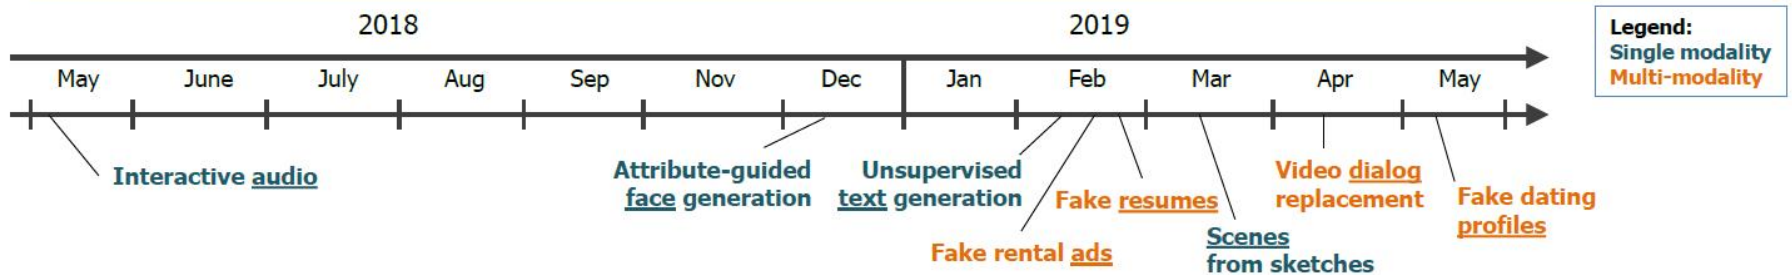 2018
2019
May June July Aug Sep Nov Dec Jan Feb Mar Apr May
Interactive audio
Attribute-guided
face generation
Unsupervised
text generation
Fake rental ads
Fake resumes
Scenes
from sketches
Video dialog
replacement
Fake dating
profiles
Legend:
Single modality
Multi-modality